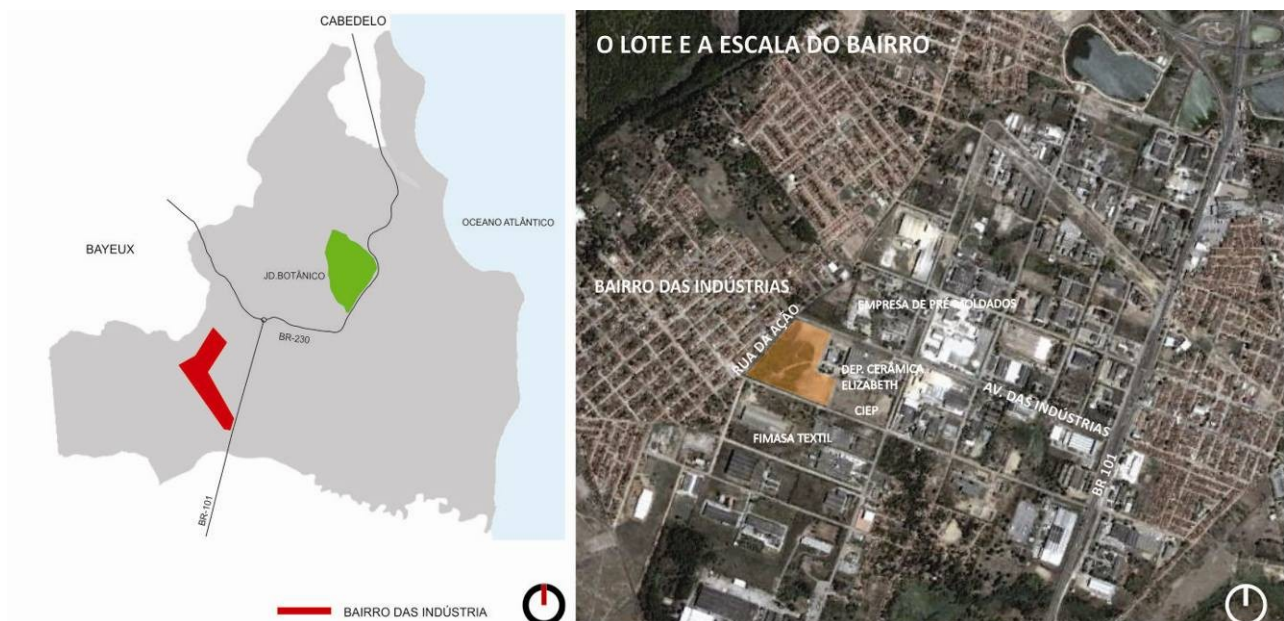 CABEDELO
OCEANO ATLÂNTICO
BAYEUX
JD.BOTÂNICO
BR-230
BR-101
BAIRRO DAS INDÚSTRIA
O LOTE E A ESCALA DO BAIRRO
BAIRRO DAS INDÚSTRIAS
EMPRESA DE PRÉ-MOLDADOS
RUA DA AÇÃO
DEP. CERÂMICA
ELIZABETH
AV. DAS INDÚSTRIAS
CIEP
FIMASA TEXTIL
BR 101